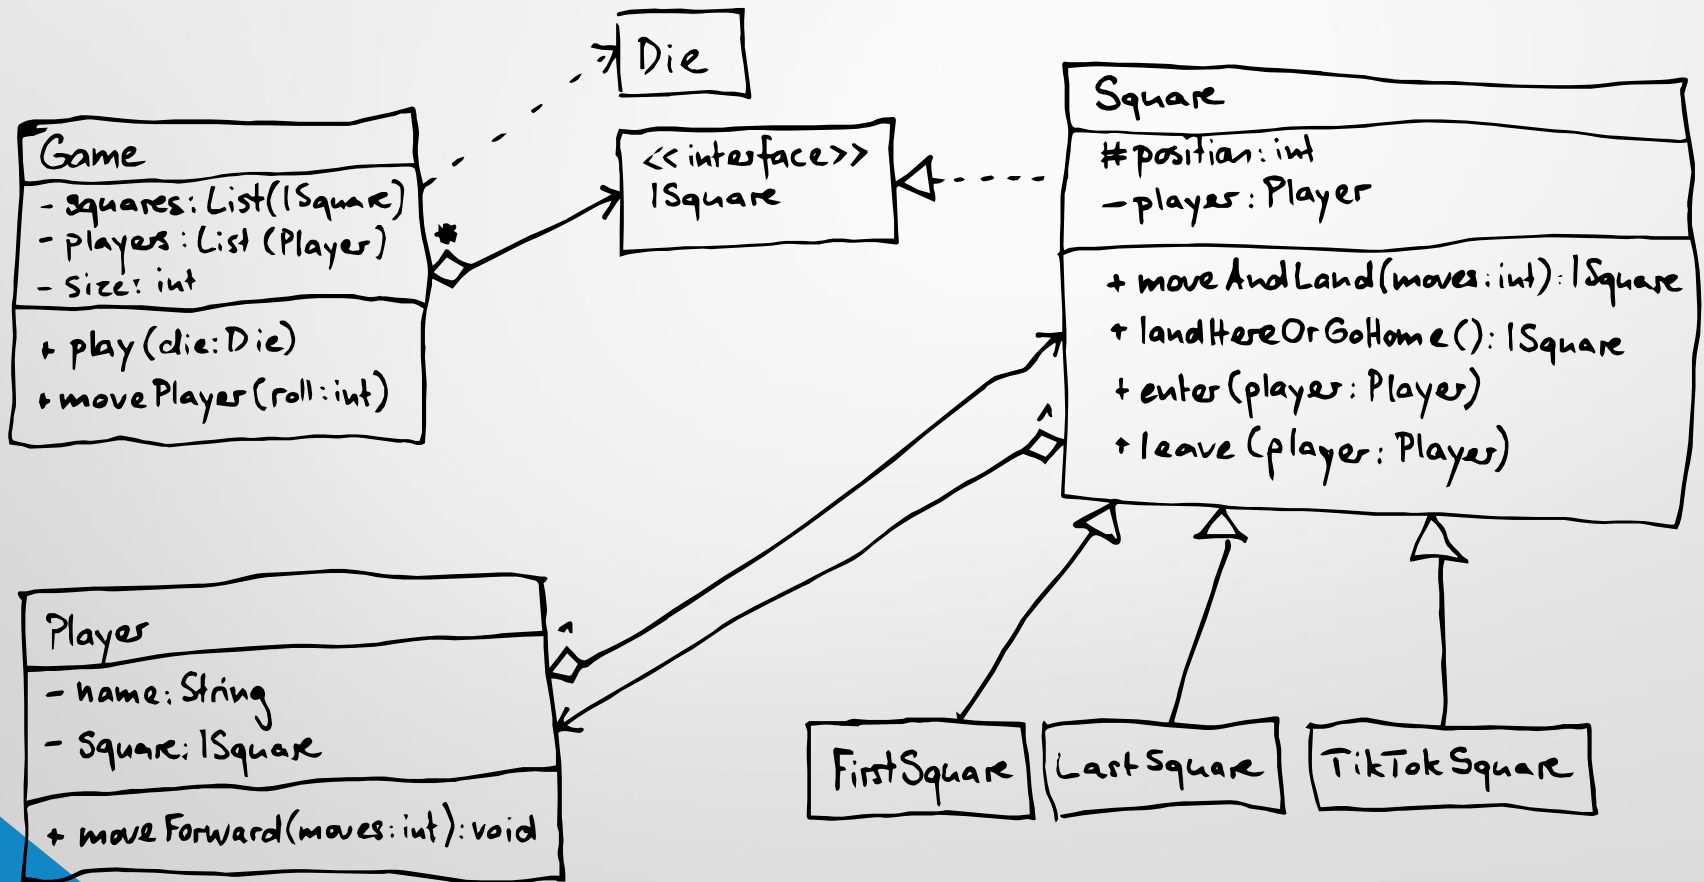 Die
Game
- squares: List(ISquare)
- players: List (Player)
- size: int
+ play (die: Die)
+ movePlayer (roll: int)
*
<<interface>>
ISquare
Square
# position: int
- player: Player
+ moveAndLand(moves: int): ISquare
+ landHereOrGoHome(): ISquare
+ enter (player: Player)
+ leave (player: Player)
Player
- name: String
- square: ISquare
+ moveForward(moves: int): void
FirstSquare
LastSquare
TikTokSquare